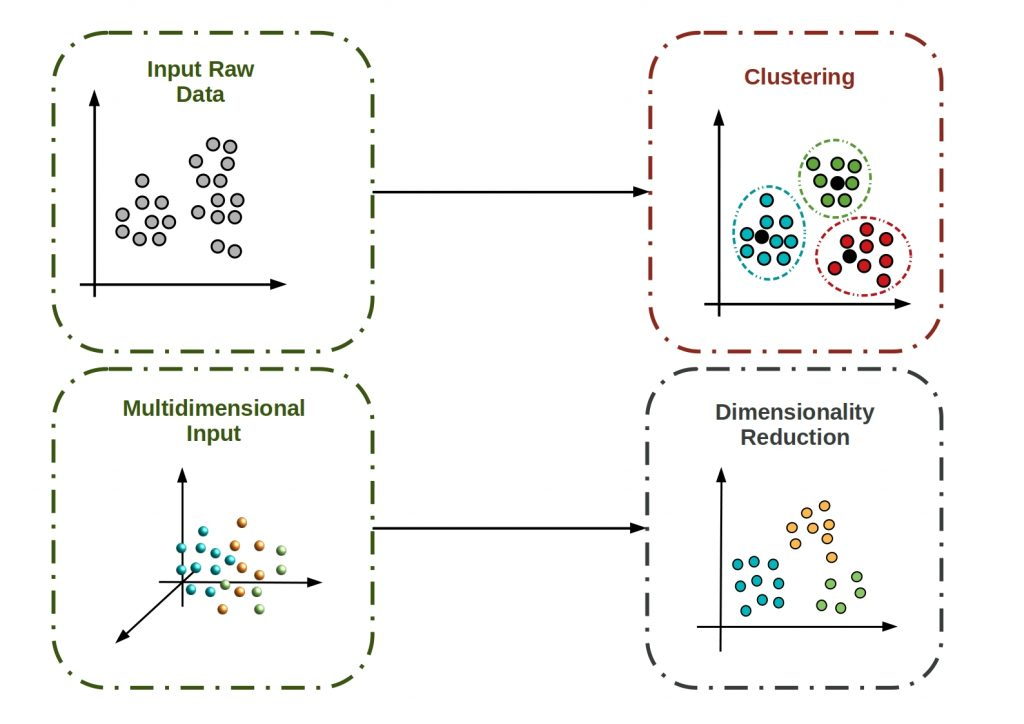 Input Raw
Data
Clustering
Multidimensional
Input
Dimensionality
Reduction